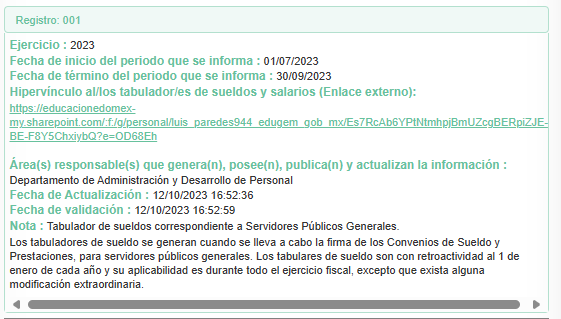 Registro: 001
Ejercicio : 2023
Fecha de inicio del periodo que se informa : 01/07/2023
Fecha de término del periodo que se informa : 30/09/2023
Hipervínculo al/los tabulador/es de sueldos y salarios (Enlace externo):
https://educacionedomex-
my.sharepoint.com/:f:/g/personal/luis_paredes944_edugem_gob_mx/Es7RcAb6YPtNtmhpjBmUZcgBERpiZJE-
BE-F8Y5ChxiybQ?e=OD68Eh
Área(s) responsable(s) que genera(n), posee(n), publica(n) y actualizan la información :
Departamento de Administración y Desarrollo de Personal
Fecha de Actualización : 12/10/2023 16:52:36
Fecha de validación : 12/10/2023 16:52:59
Nota : Tabulador de sueldos correspondiente a Servidores Públicos Generales.
Los tabuladores de sueldo se generan cuando se lleva a cabo la firma de los Convenios de Sueldo y
Prestaciones, para servidores públicos generales. Los tabulares de sueldo son con retroactividad al 1 de
enero de cada año y su aplicabilidad es durante todo el ejercicio fiscal, excepto que exista alguna
modificación extraordinaria.